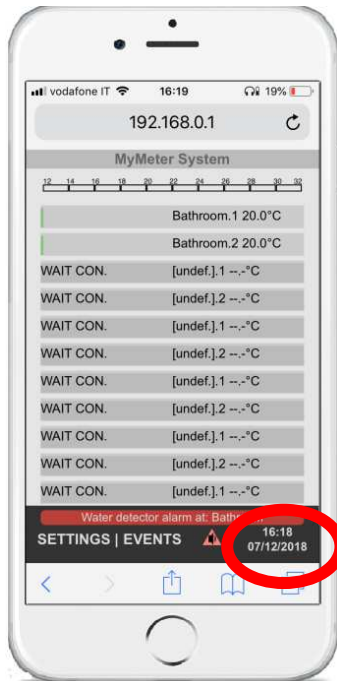 vodafone IT 16:19 19%
192.168.0.1
MyMeter System
12 14 16 18 20 22 24 26 28 30 32
Bathroom.1 20.0°C
Bathroom.2 20.0°C
WAIT CON. [undef.].1 --.-°C
WAIT CON. [undef.].2 --.-°C
WAIT CON. [undef.].1 --.-°C
WAIT CON. [undef.].2 --.-°C
WAIT CON. [undef.].1 --.-°C
WAIT CON. [undef.].2 --.-°C
WAIT CON. [undef.].1 --.-°C
WAIT CON. [undef.].2 --.-°C
WAIT CON. [undef.].1 --.-°C
Water detector alarm at: Bathroom
SETTINGS | EVENTS 16:18
07/12/2018